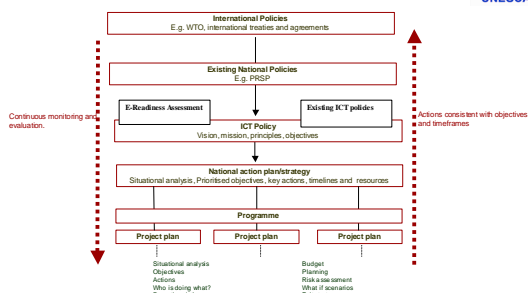 International Policies
E.g. WTO, international treaties and agreements
Existing National Policies
E.g. PRSP
E-Readiness Assessment
Existing ICT policies
Continuous monitoring and
evaluation.
Actions consistent with objectives
and timeframes
ICT Policy
Vision, mission, principles, objectives
National action plan/strategy
Situational analysis, Prioritised objectives, key actions, timelines and resources
Programme
Project plan
Project plan
Project plan
Situational analysis
Objectives
Actions
Who is doing what?
Budget
Planning
Risk assessment
What if scenarios